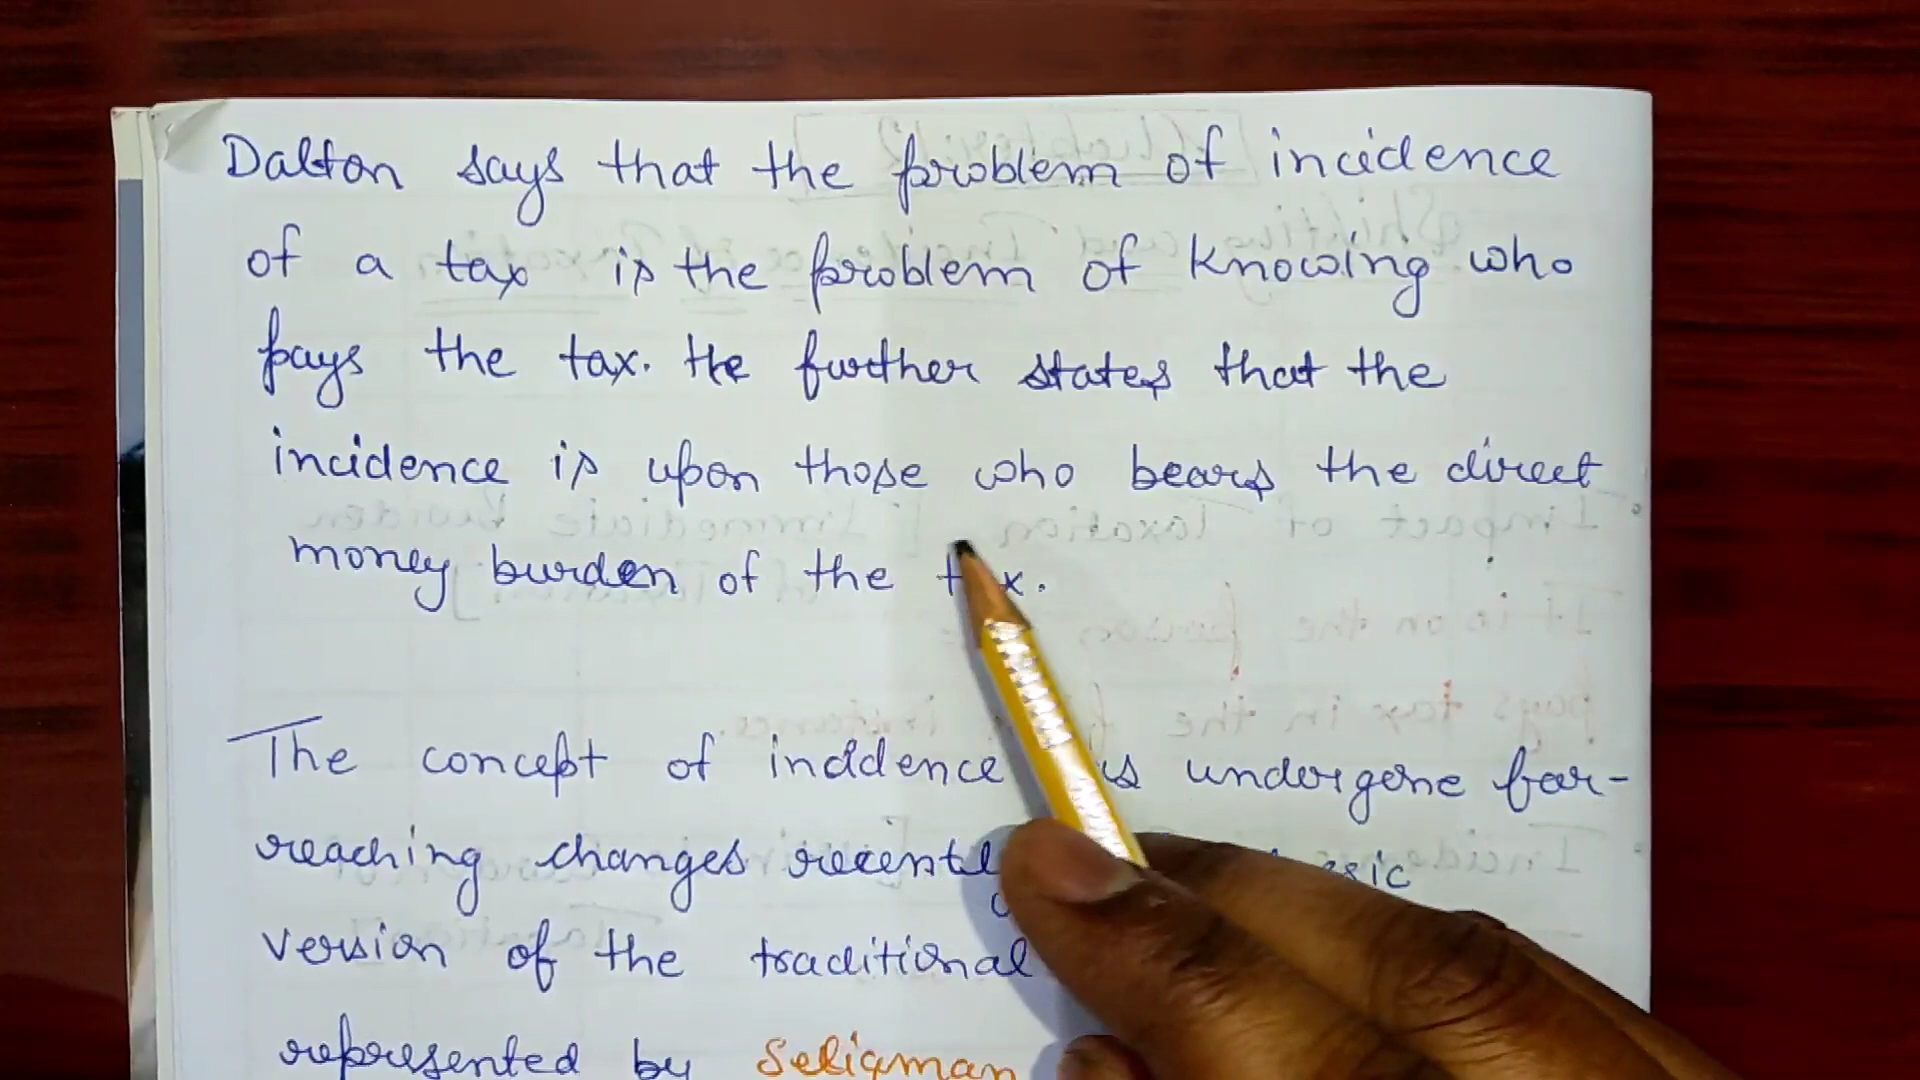 Dalton says that the problem of incidence
of a tax is the problem of knowing who
pays the tax. He further states that the
incidence is upon those who bears the direct
money burden of the tax.
The concept of incidence undergone far-
reaching changes recently
version of the traditional
represented by Seligman